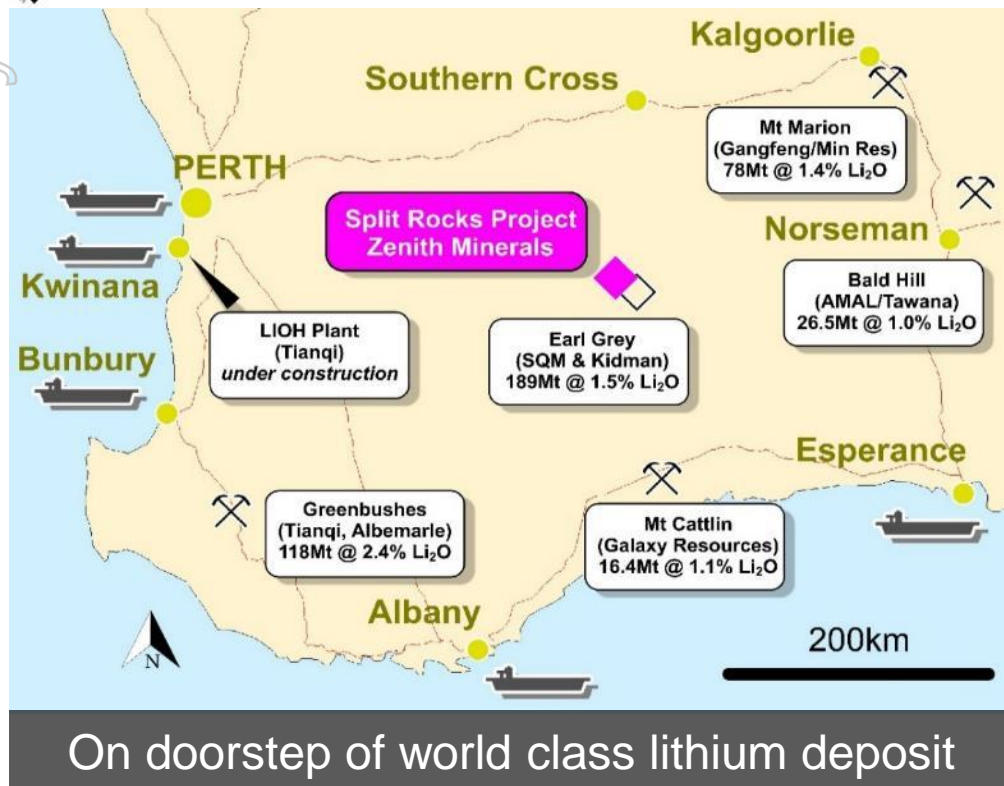 Kalgoorlie
Southern Cross
Mt Marion
(Gangfeng/Min Res)
78Mt @ 1.4% Li₂O
PERTH
Split Rocks Project
Zenith Minerals
Norseman
Kwinana
Bald Hill
(AMAL/Tawana)
26.5Mt @ 1.0% Li₂O
LIOH Plant
(Tianqi)
under construction
Earl Grey
(SQM & Kidman)
189Mt @ 1.5% Li₂O
Bunbury
Esperance
Greenbushes
(Tianqi, Albemarle)
118Mt @ 2.4% Li₂O
Mt Cattlin
(Galaxy Resources)
16.4Mt @ 1.1% Li₂O
Albany
200km
N
On doorstep of world class lithium deposit